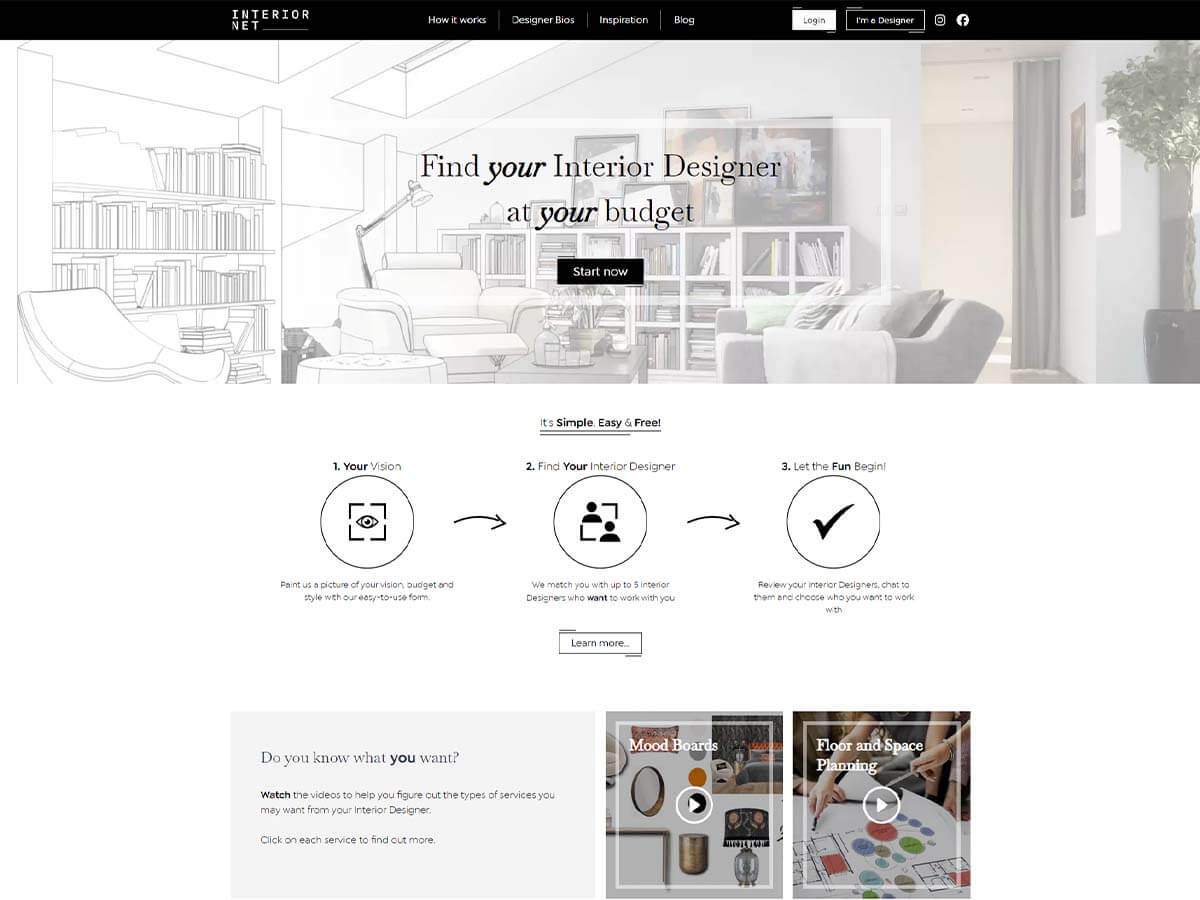 INTERIOR
NET
How it works
Designer Bios
Inspiration
Blog
Login
I'm a Designer
Find your Interior Designer
at your budget
Start now
It's Simple, Easy & Free!
1. Your Vision
2. Find Your Interior Designer
3. Let the Fun Begin!
Paint us a picture of your vision, budget and
style with our easy-to-use form.
We match you with up to 5 Interior
Designers who want to work with you
Review your Interior Designers, chat to
them and choose who you want to work
with
Learn more...
Do you know what you want?
Watch the videos to help you figure out the types of services you
may want from your Interior Designer.
Click on each service to find out more.
Mood Boards
Floor and Space
Planning